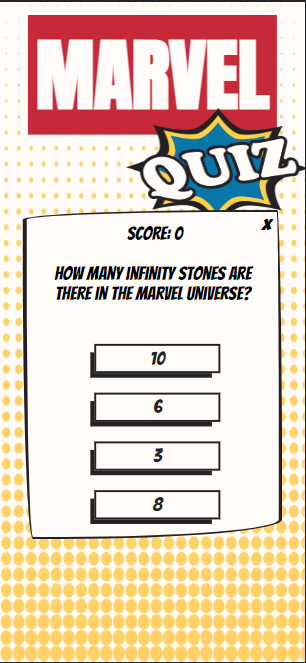 MARVEL
QUIZ
X
SCORE: 0
HOW MANY INFINITY STONES ARE
THERE IN THE MARVEL UNIVERSE?
10
6
3
8